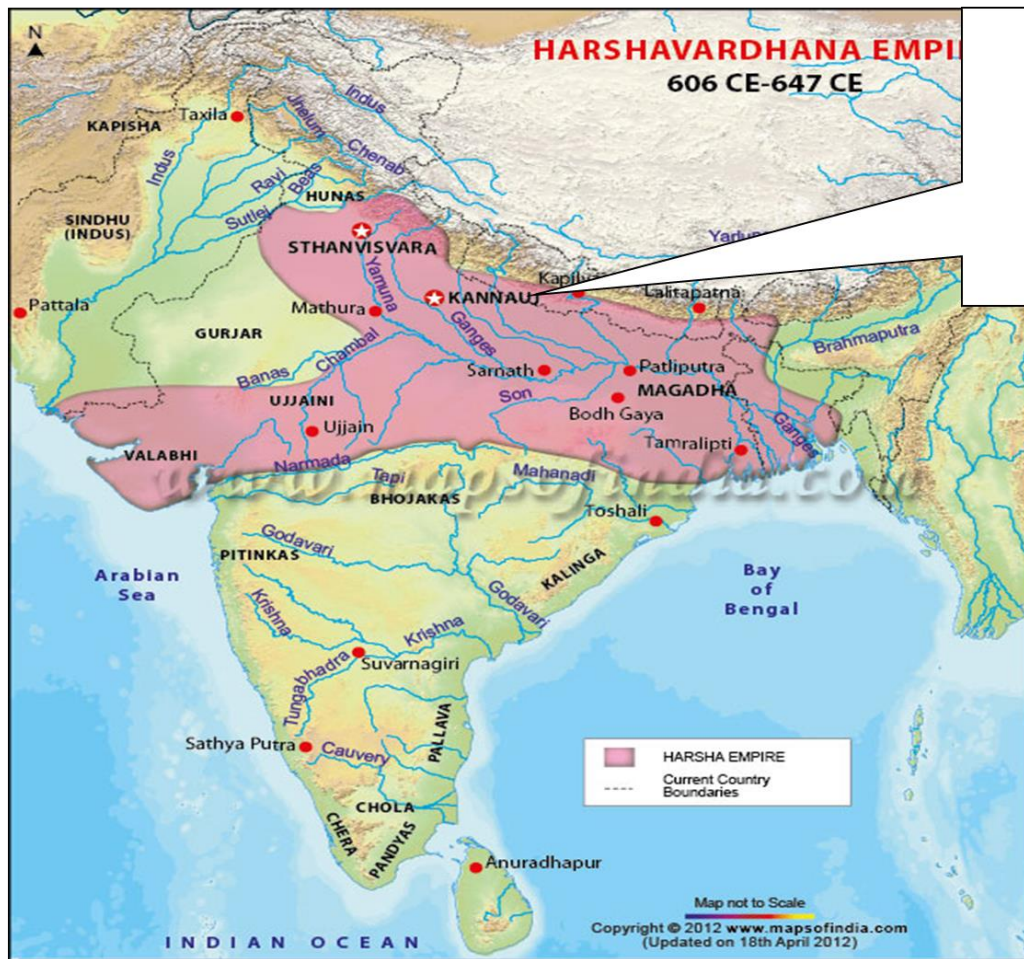 N
HARSHAVARDHANA EMPI
606 CE-647 CE
KAPISHA
Taxila
Indus
Jhelum
Chenab
Indus
Ravi
Beas
Sutlej
HUNAS
SINDHU
(INDUS)
STHANVISVARA
Yamuna
Pattala
Mathura
KANNAUJ
Lalitapatna
GURJAR
Ganges
Brahmaputra
Chambal
Banas
Sarnath
Patliputra
MAGADHA
Son
UJJAINI
Bodh Gaya
Ujjain
Tamralipti
Ganges
VALABHI
Narmada
Tapi
Mahanadi
www.mapsofindia.com
BHOJAKAS
Toshali
Godavari
PITINKAS
KALINGA
Arabian
Sea
Bay
of
Bengal
Godavari
Krishna
Krishna
Suvarnagiri
Tungabhadra
PALLAVA
Sathya Putra
Cauvery
HARSHA EMPIRE
Current Country
Boundaries
CHOLA
CHERA
PANDYAS
Anuradhapur
Map not to Scale
Copyright © 2012 www.mapsofindia.com
(Updated on 18th April 2012)
INDIAN OCEAN